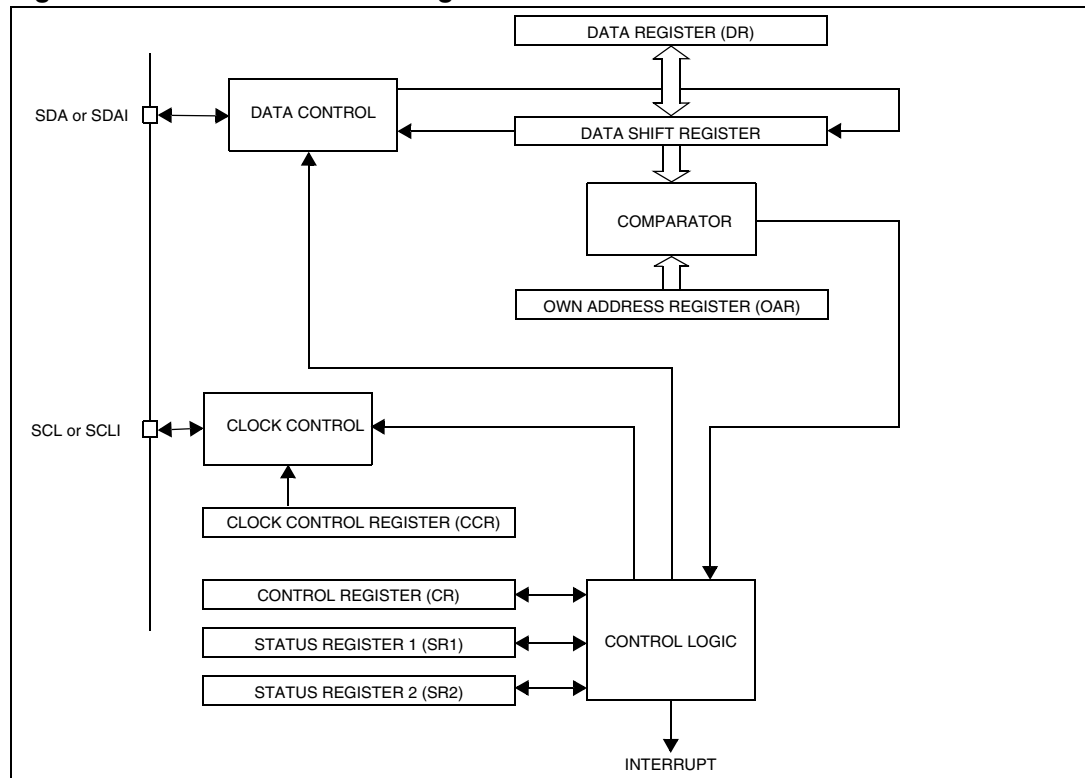 DATA REGISTER (DR)
SDA or SDAI
DATA CONTROL
DATA SHIFT REGISTER
COMPARATOR
OWN ADDRESS REGISTER (OAR)
SCL or SCLI
CLOCK CONTROL
CLOCK CONTROL REGISTER (CCR)
CONTROL REGISTER (CR)
STATUS REGISTER 1 (SR1)
CONTROL LOGIC
STATUS REGISTER 2 (SR2)
INTERRUPT